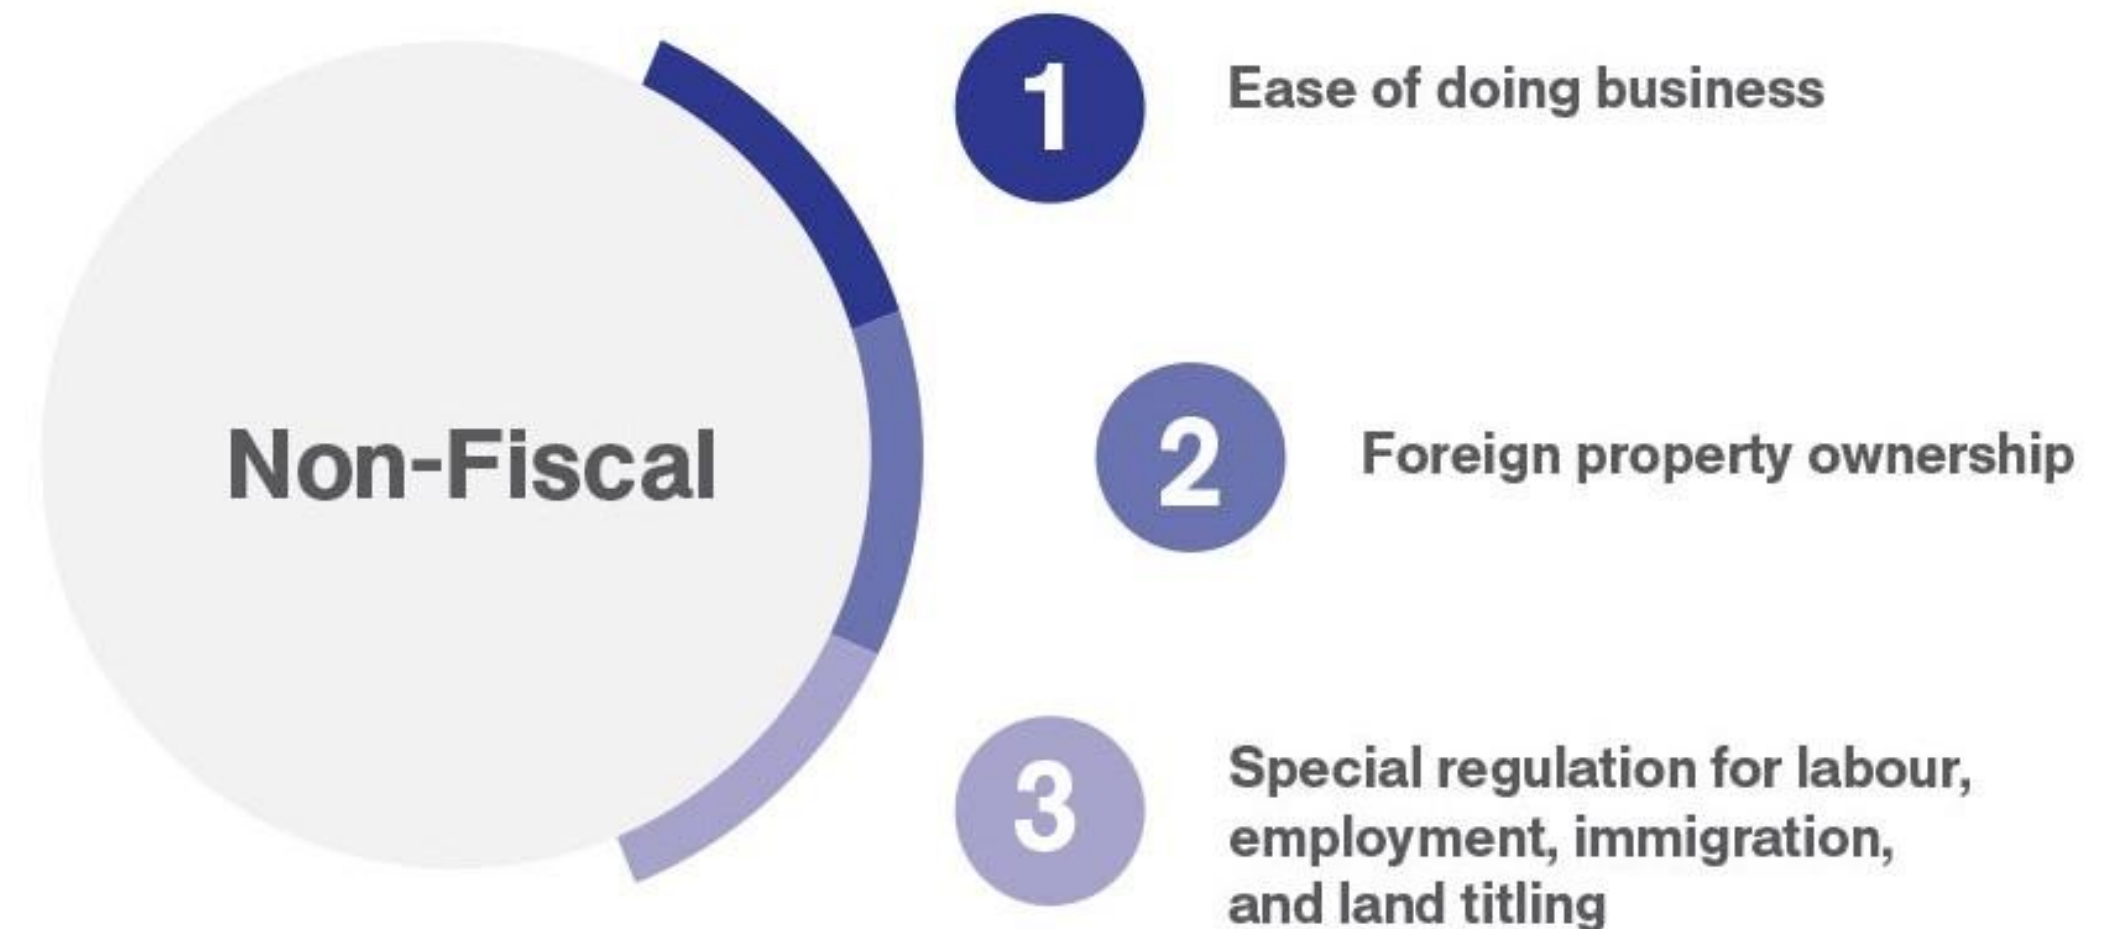 Non-Fiscal
1
Ease of doing business
2
Foreign property ownership
3
Special regulation for labour,
employment, immigration,
and land titling